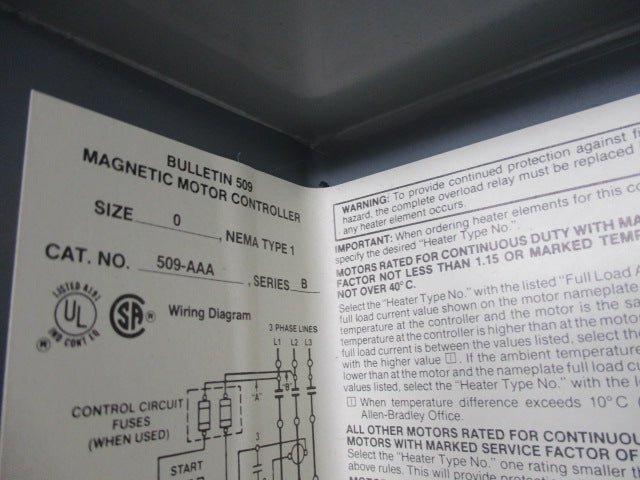 BULLETIN 509
MAGNETIC MOTOR CONTROLLER
SIZE 0 , NEMA TYPE 1
CAT. NO. 509-AAA , SERIES B
LISTED
UL
IND CONT EQ
SA
Wiring Diagram
3 PHASE LINES
L1 L2 L3
"A" "B"
CONTROL CIRCUIT
FUSES
(WHEN USED)
3
START
WARNING: To provide continued protection against
hazard, the complete overload relay must be replaced
any heater element occurs.
IMPORTANT: When ordering heater elements for this
specify the desired "Heater Type No."
MOTORS RATED FOR CONTINUOUS DUTY WITH
FACTOR NOT LESS THAN 1.15 OR MARKED
NOT OVER 40°C.
Select the "Heater Type No." with the listed "Full Load
full load current value shown on the motor nameplate
temperature at the controller and the motor is the
temperature at the controller is higher than at the
full load current is between the values listed, select the
with the higher value 1 . If the ambient temperature
lower than at the motor and the nameplate full load
values listed, select the "Heater Type No." with the
1 When temperature difference exceeds 10°C (
Allen-Bradley Office.
ALL OTHER MOTORS RATED FOR
MOTORS WITH MARKED SERVICE FACTOR OF
Select the "Heater Type No." one rating smaller
above rules. This will provide